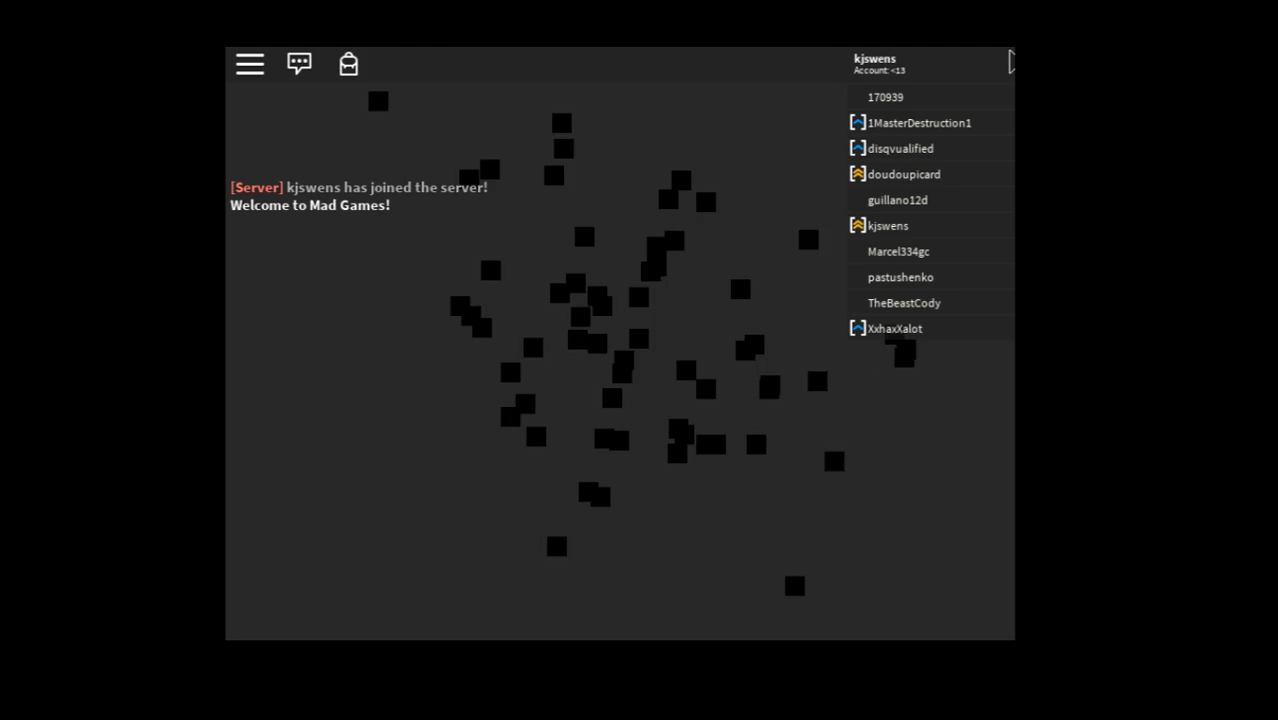 kjswens
Account: <13
170939
1MasterDestruction1
disqvualified
doudoupicard
guillano12d
kjswens
Marcel334gc
pastushenko
TheBeastCody
XxhaxXalot
[Server] kjswens has joined the server!
Welcome to Mad Games!